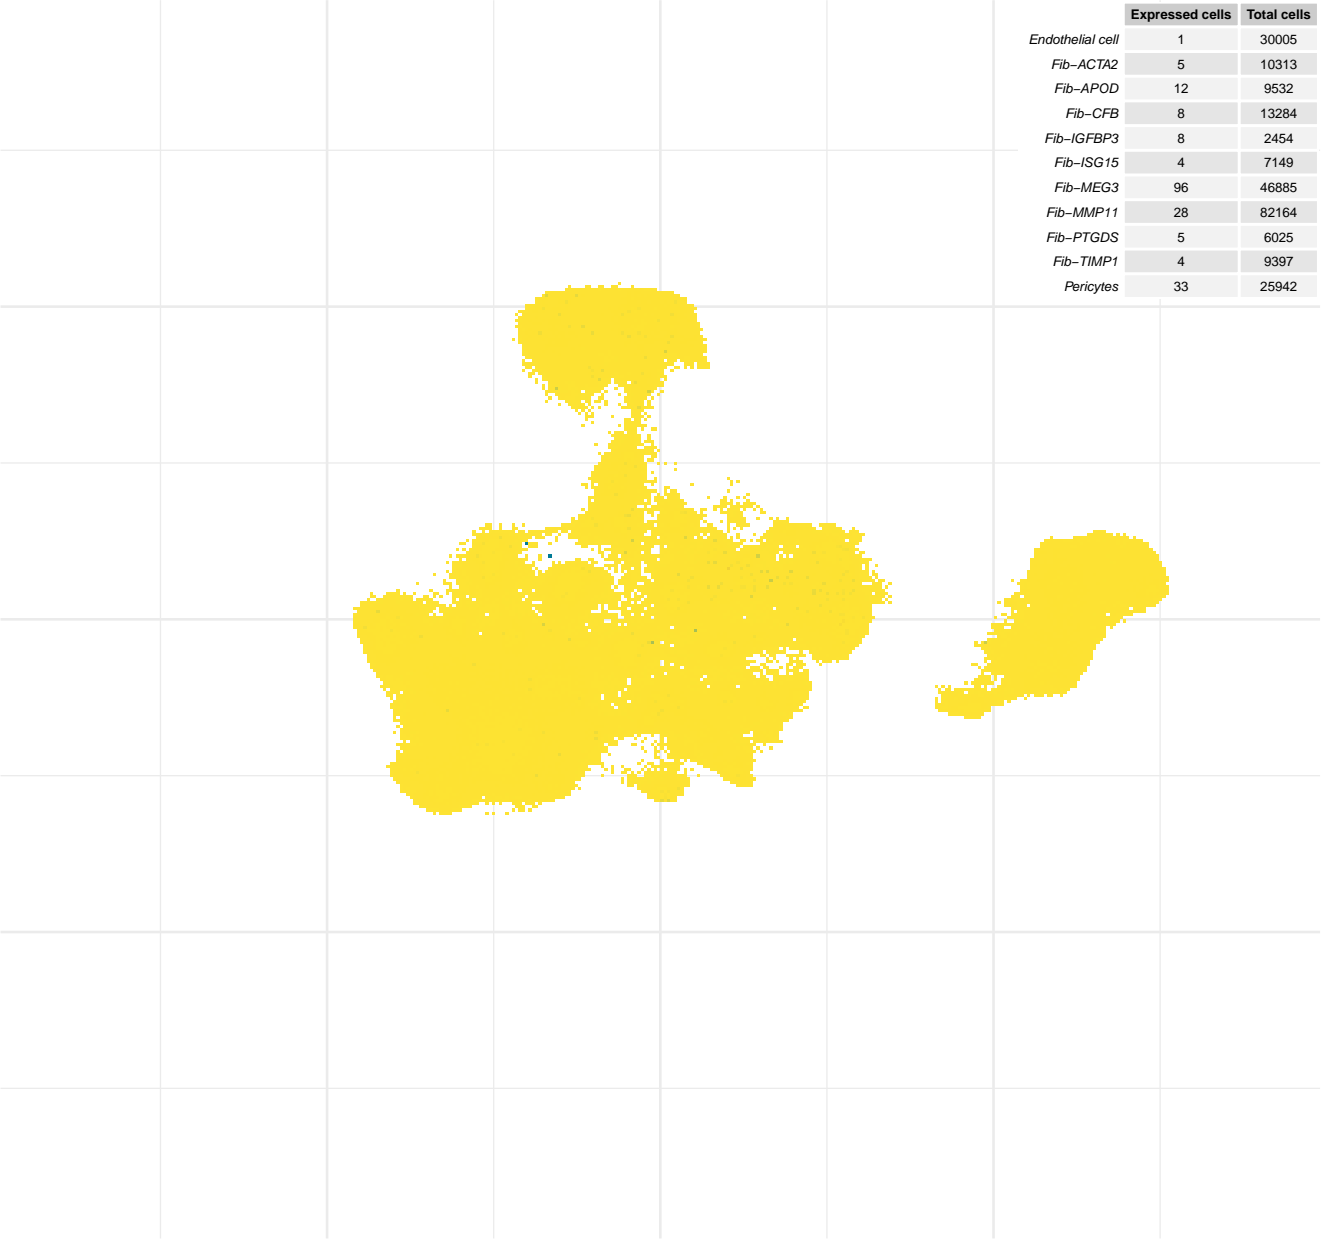 Expressed cells Total cells
Endothelial cell 1 30005
Fib−ACTA2 5 10313
Fib−APOD 12 9532
Fib−CFB 8 13284
Fib−IGFBP3 8 2454
Fib−ISG15 4 7149
Fib−MEG3 96 46885
Fib−MMP11 28 82164
Fib−PTGDS 5 6025
Fib−TIMP1 4 9397
Pericytes 33 25942